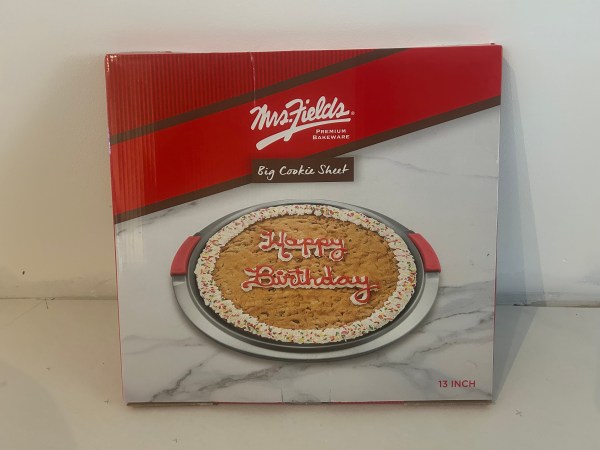 Mrs. Fields®
PREMIUM
BAKEWARE
Big Cookie Sheet
Happy
Birthday
13 INCH